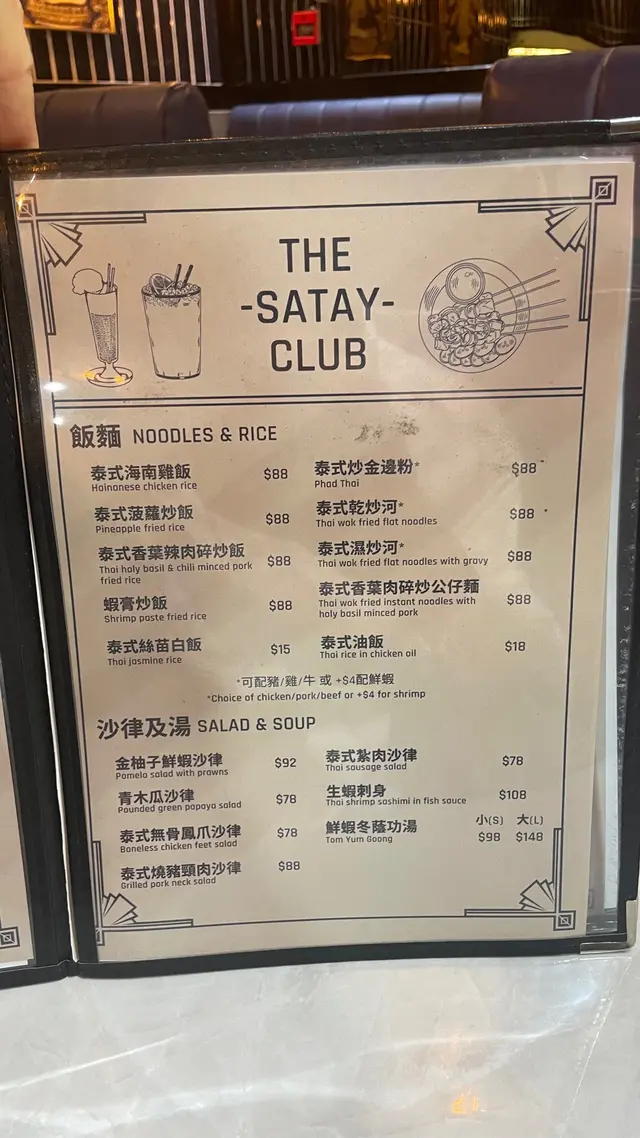 THE
-SATAY-
CLUB
飯麵 NOODLES & RICE
泰式海南雞飯 $88
Hainanese chicken rice
泰式菠蘿炒飯 $88
Pineapple fried rice
泰式香葉辣肉碎炒飯 $88
Thai holy basil & chili minced pork
fried rice
蝦膏炒飯 $88
Shrimp paste fried rice
泰式絲苗白飯 $15
Thai jasmine rice
泰式炒金邊粉* $88
Phad Thai
泰式乾炒河* $88
Thai wok fried flat noodles
泰式濕炒河* $88
Thai wok fried flat noodles with gravy
泰式香葉肉碎炒公仔麵 $88
Thai wok fried instant noodles with
holy basil minced pork
泰式油飯 $18
Thai rice in chicken oil
*可配豬/雞/牛 或 +$4配鮮蝦
*Choice of chicken/pork/beef or +$4 for shrimp
沙律及湯 SALAD & SOUP
金柚子鮮蝦沙律 $92
Pomelo salad with prawns
青木瓜沙律 $78
Pounded green papaya salad
泰式無骨鳳爪沙律 $78
Boneless chicken feet salad
泰式燒豬頸肉沙律 $88
Grilled pork neck salad
泰式紮肉沙律 $78
Thai sausage salad
生蝦刺身 $108
Thai shrimp sashimi in fish sauce
小(S) 大(L)
鮮蝦冬蔭功湯 $98 $148
Tom Yum Goong